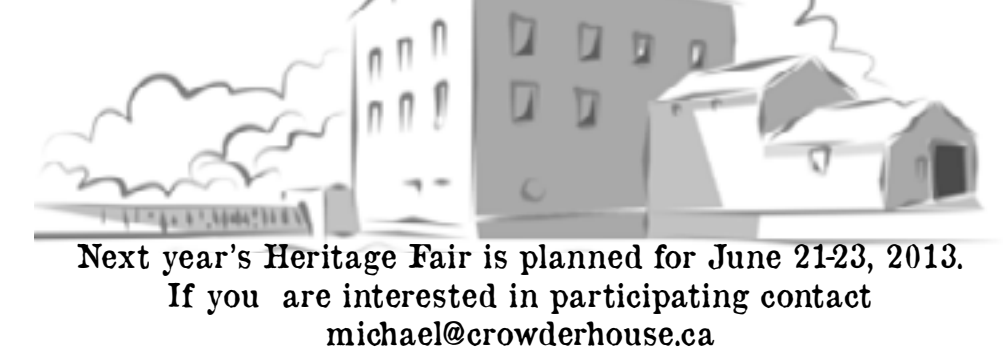 Next year's Heritage Fair is planned for June 21-23, 2013.
If you  are interested in participating contact
michael@crowderhouse.ca